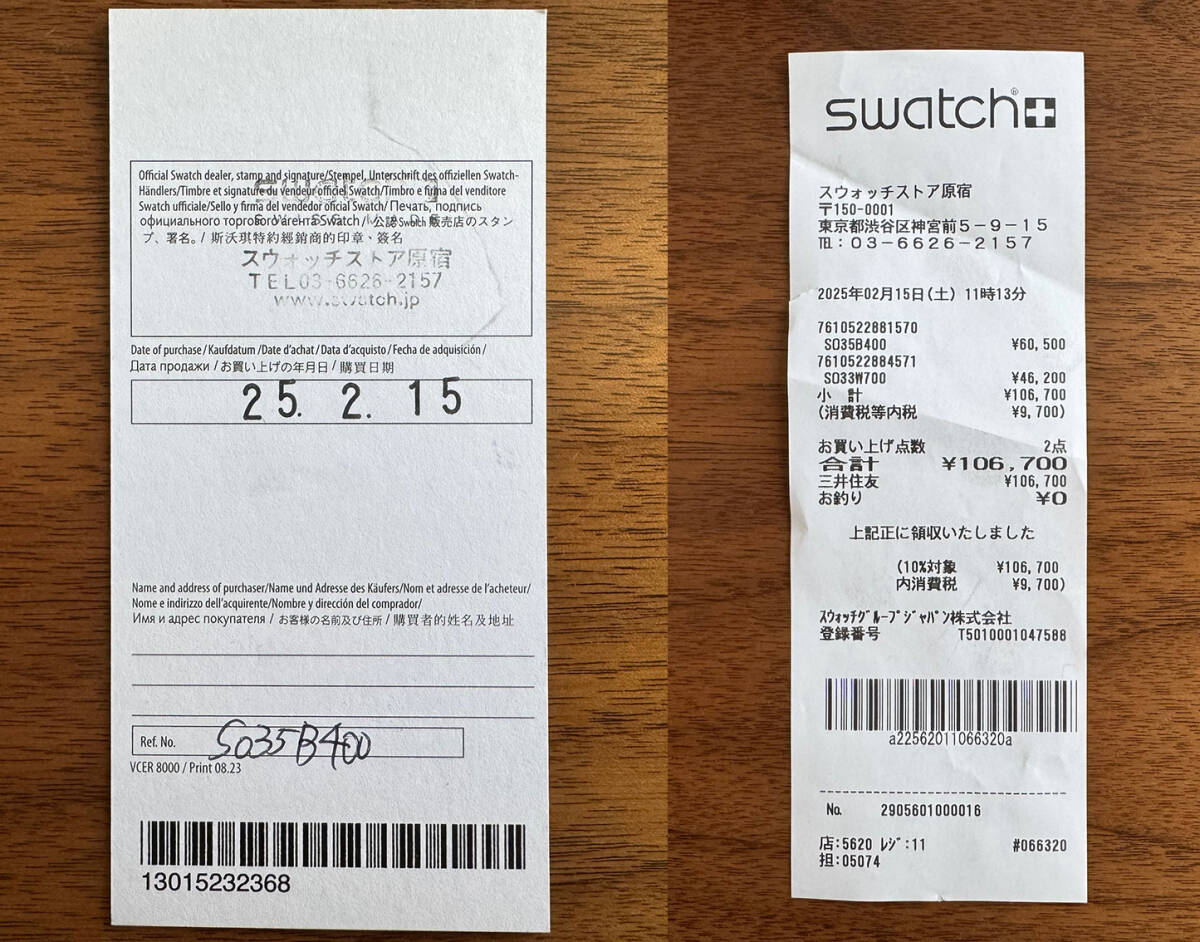 Official Swatch dealer, stamp and signature/Stempel, Unterschrift des offiziellen Swatch-
Händlers/Timbre et signature du vendeur officiel Swatch/Timbro e firma del venditore
Swatch ufficiale/Sello y firma del vendedor oficial Swatch/Печать, подпись
официального торгового агента Swatch/公認 Swatch 販売店のスタン
プ、署名。/ 斯沃琪特約經銷商的印章、簽名
スウォッチストア原宿
TEL03-6626-2157
www.swatch.jp
Date of purchase/Kaufdatum/Date d'achat/Data d'acquisto/Fecha de adquisición/
Дата продажи/お買い上げの年月日/購買日期
25. 2. 15
Name and address of purchaser/Name und Adresse des Käufers/Nom et adresse de l'acheteur/
Nome e indirizzo dell'acquirente/Nombre y dirección del comprador/
Имя и адрес покупателя / お客様の名前及び住所 / 購買者的姓名及地址
Ref. No. SO35B400
VCER 8000 / Print 08.23
13015232368
swatch®
スウォッチストア原宿
〒150-0001
東京都渋谷区神宮前5-9-15
℡:03-6626-2157
2025年02月15日(土) 11時13分
7610522881570
SO35B400 ¥60,500
7610522884571
SO33W700 ¥46,200
小 計 ¥106,700
(消費税等内税 ¥9,700)
お買い上げ点数 2点
合計 ¥106,700
三井住友 ¥106,700
お釣り ¥0
上記正に領収いたしました
(10%対象 ¥106,700
内消費税 ¥9,700)
ｽｳｫｯﾁｸﾞﾙｰﾌﾟｼﾞｬﾊﾟﾝ株式会社
登録番号 T5010001047588
a22562011066320a
No. 2905601000016
店:5620 ﾚｼﾞ:11 #066320
担:05074